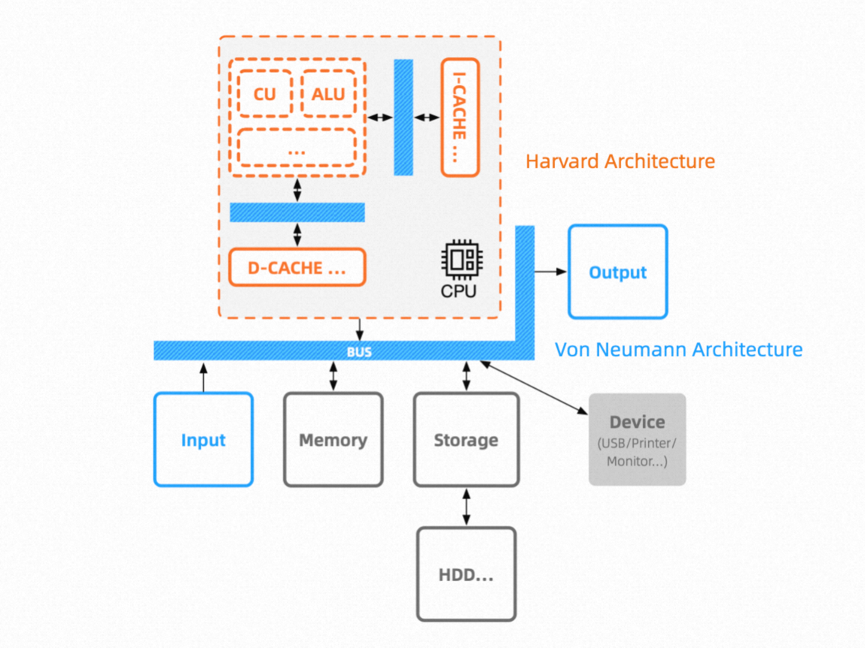 CU
ALU
...
I-CACHE ...
Harvard Architecture
D-CACHE ...
CPU
Output
BUS
Von Neumann Architecture
Input
Memory
Storage
Device
(USB/Printer/
Monitor...)
HDD...